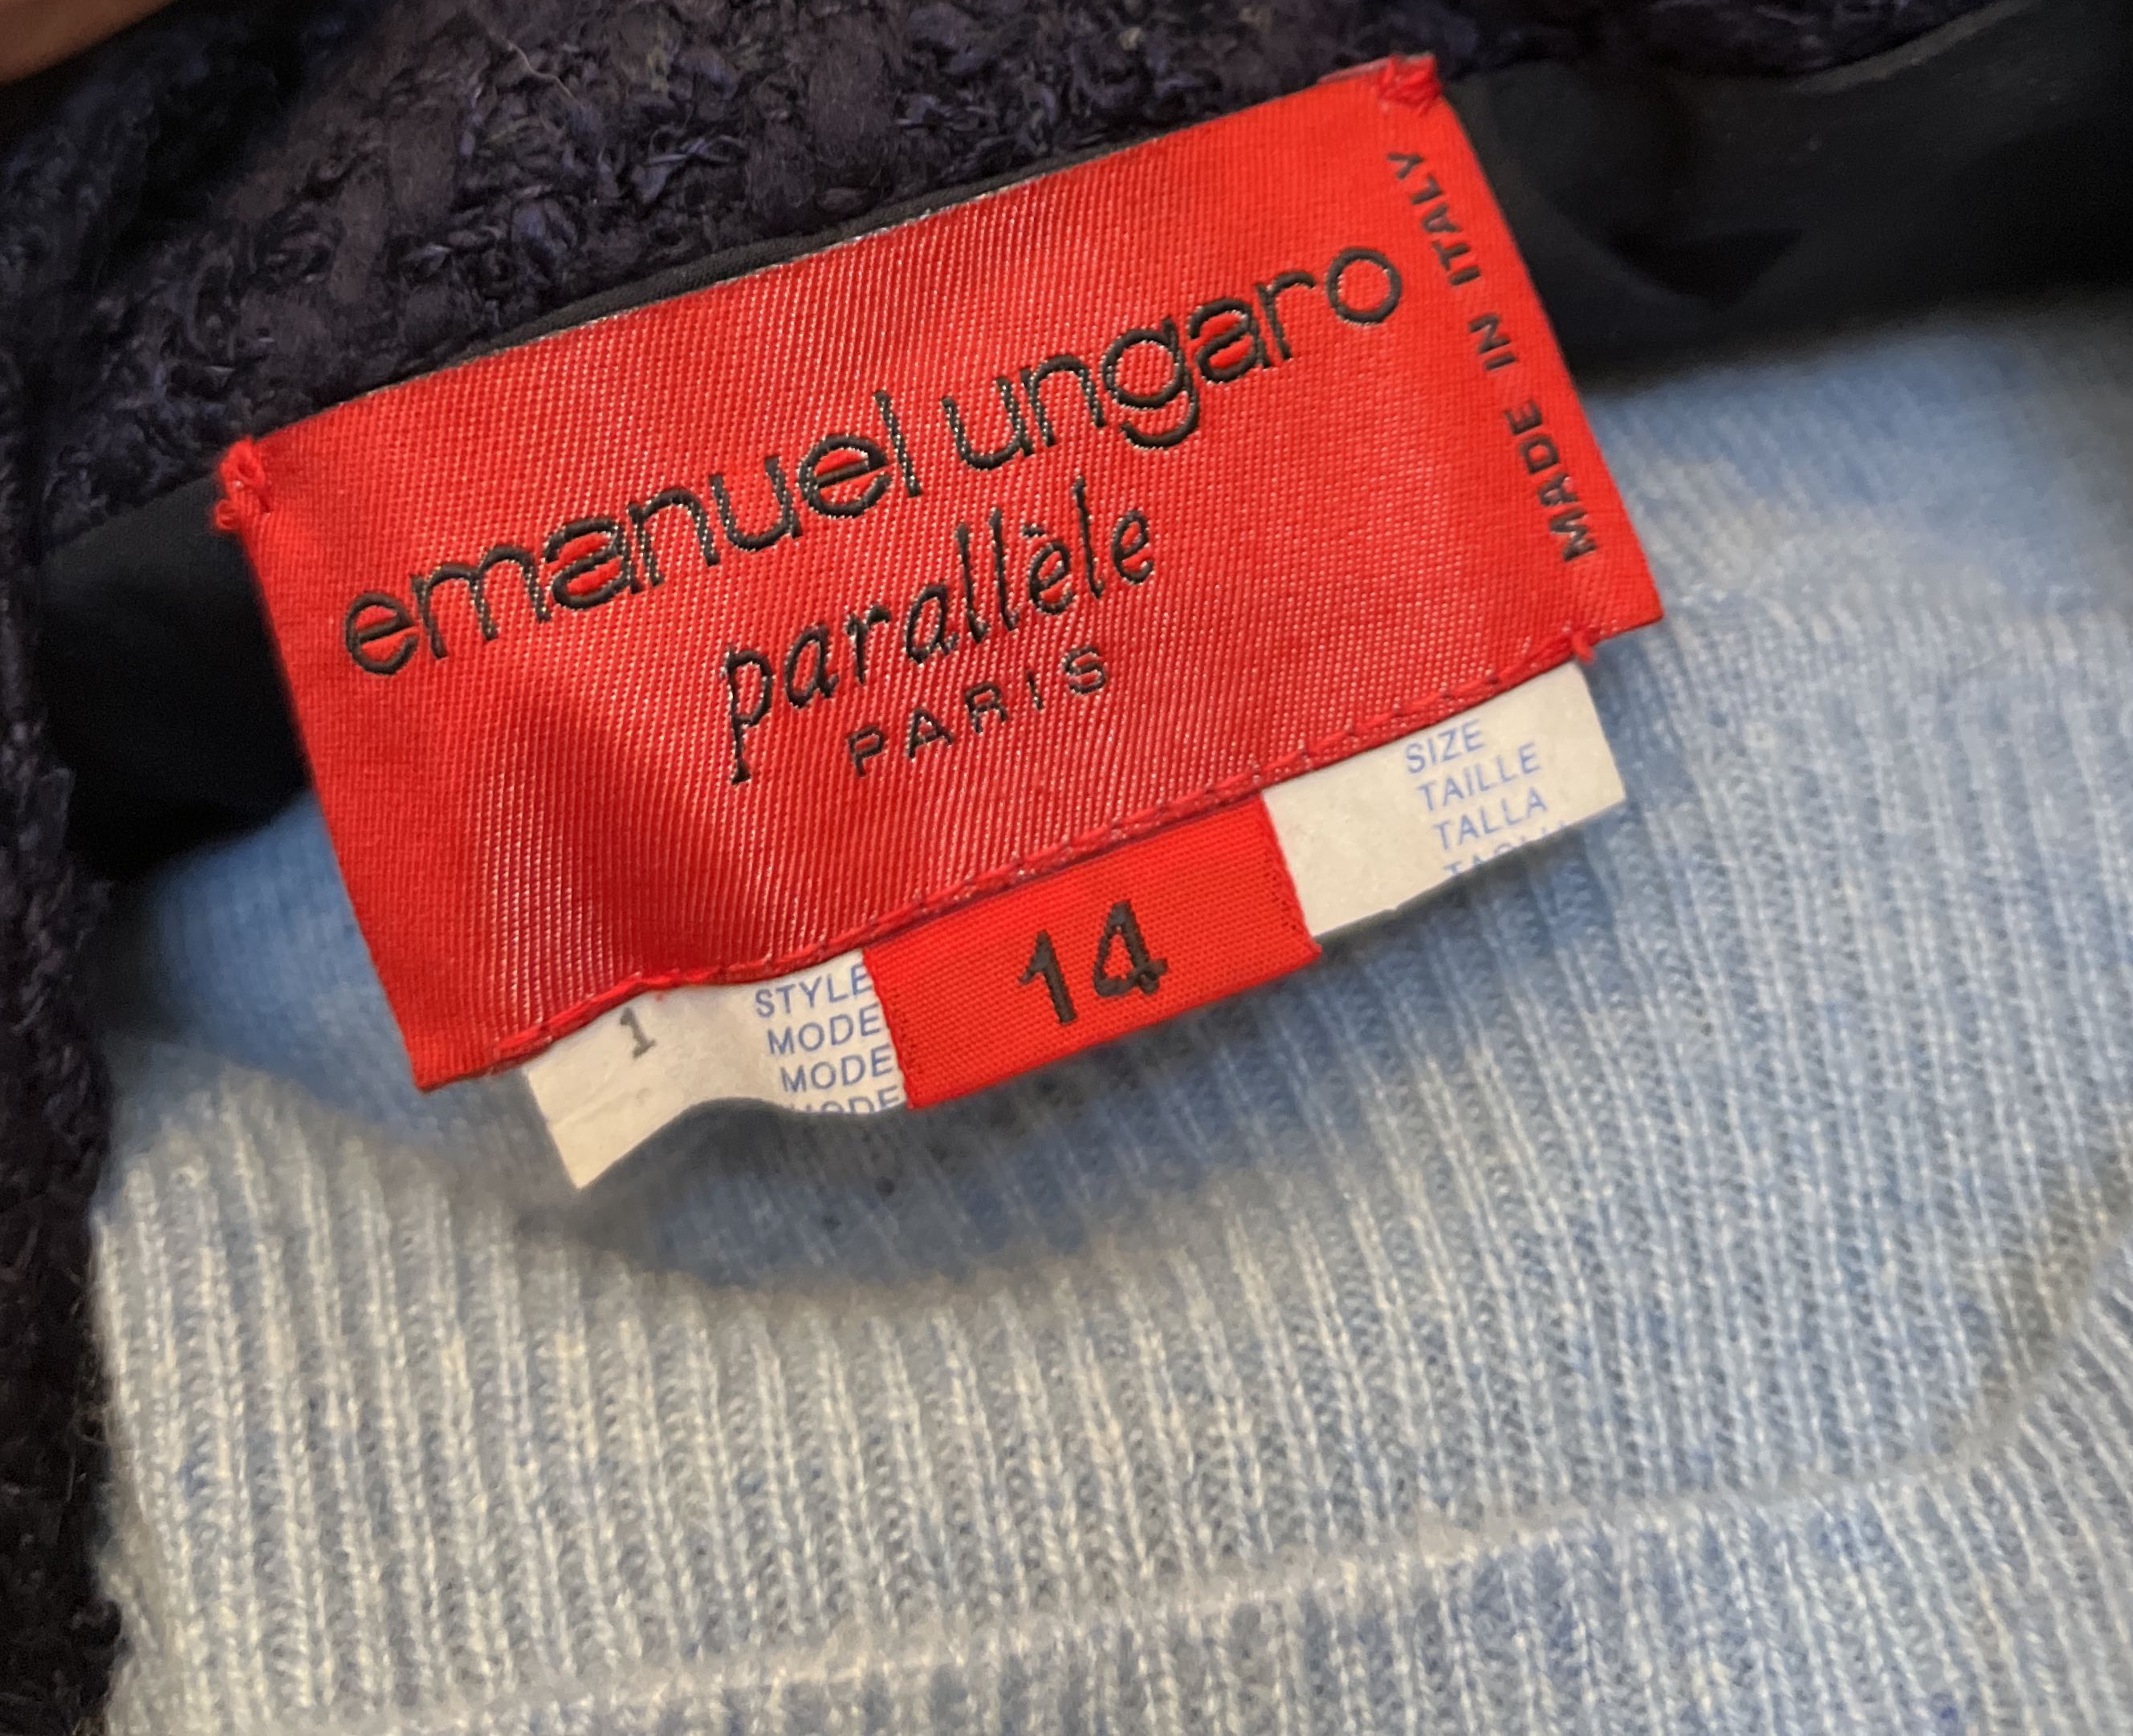 emanuel ungaro
parallèle
PARIS
MADE IN ITALY
14
1
STYLE
MODE
MODE
SIZE
TAILLE
TALLA